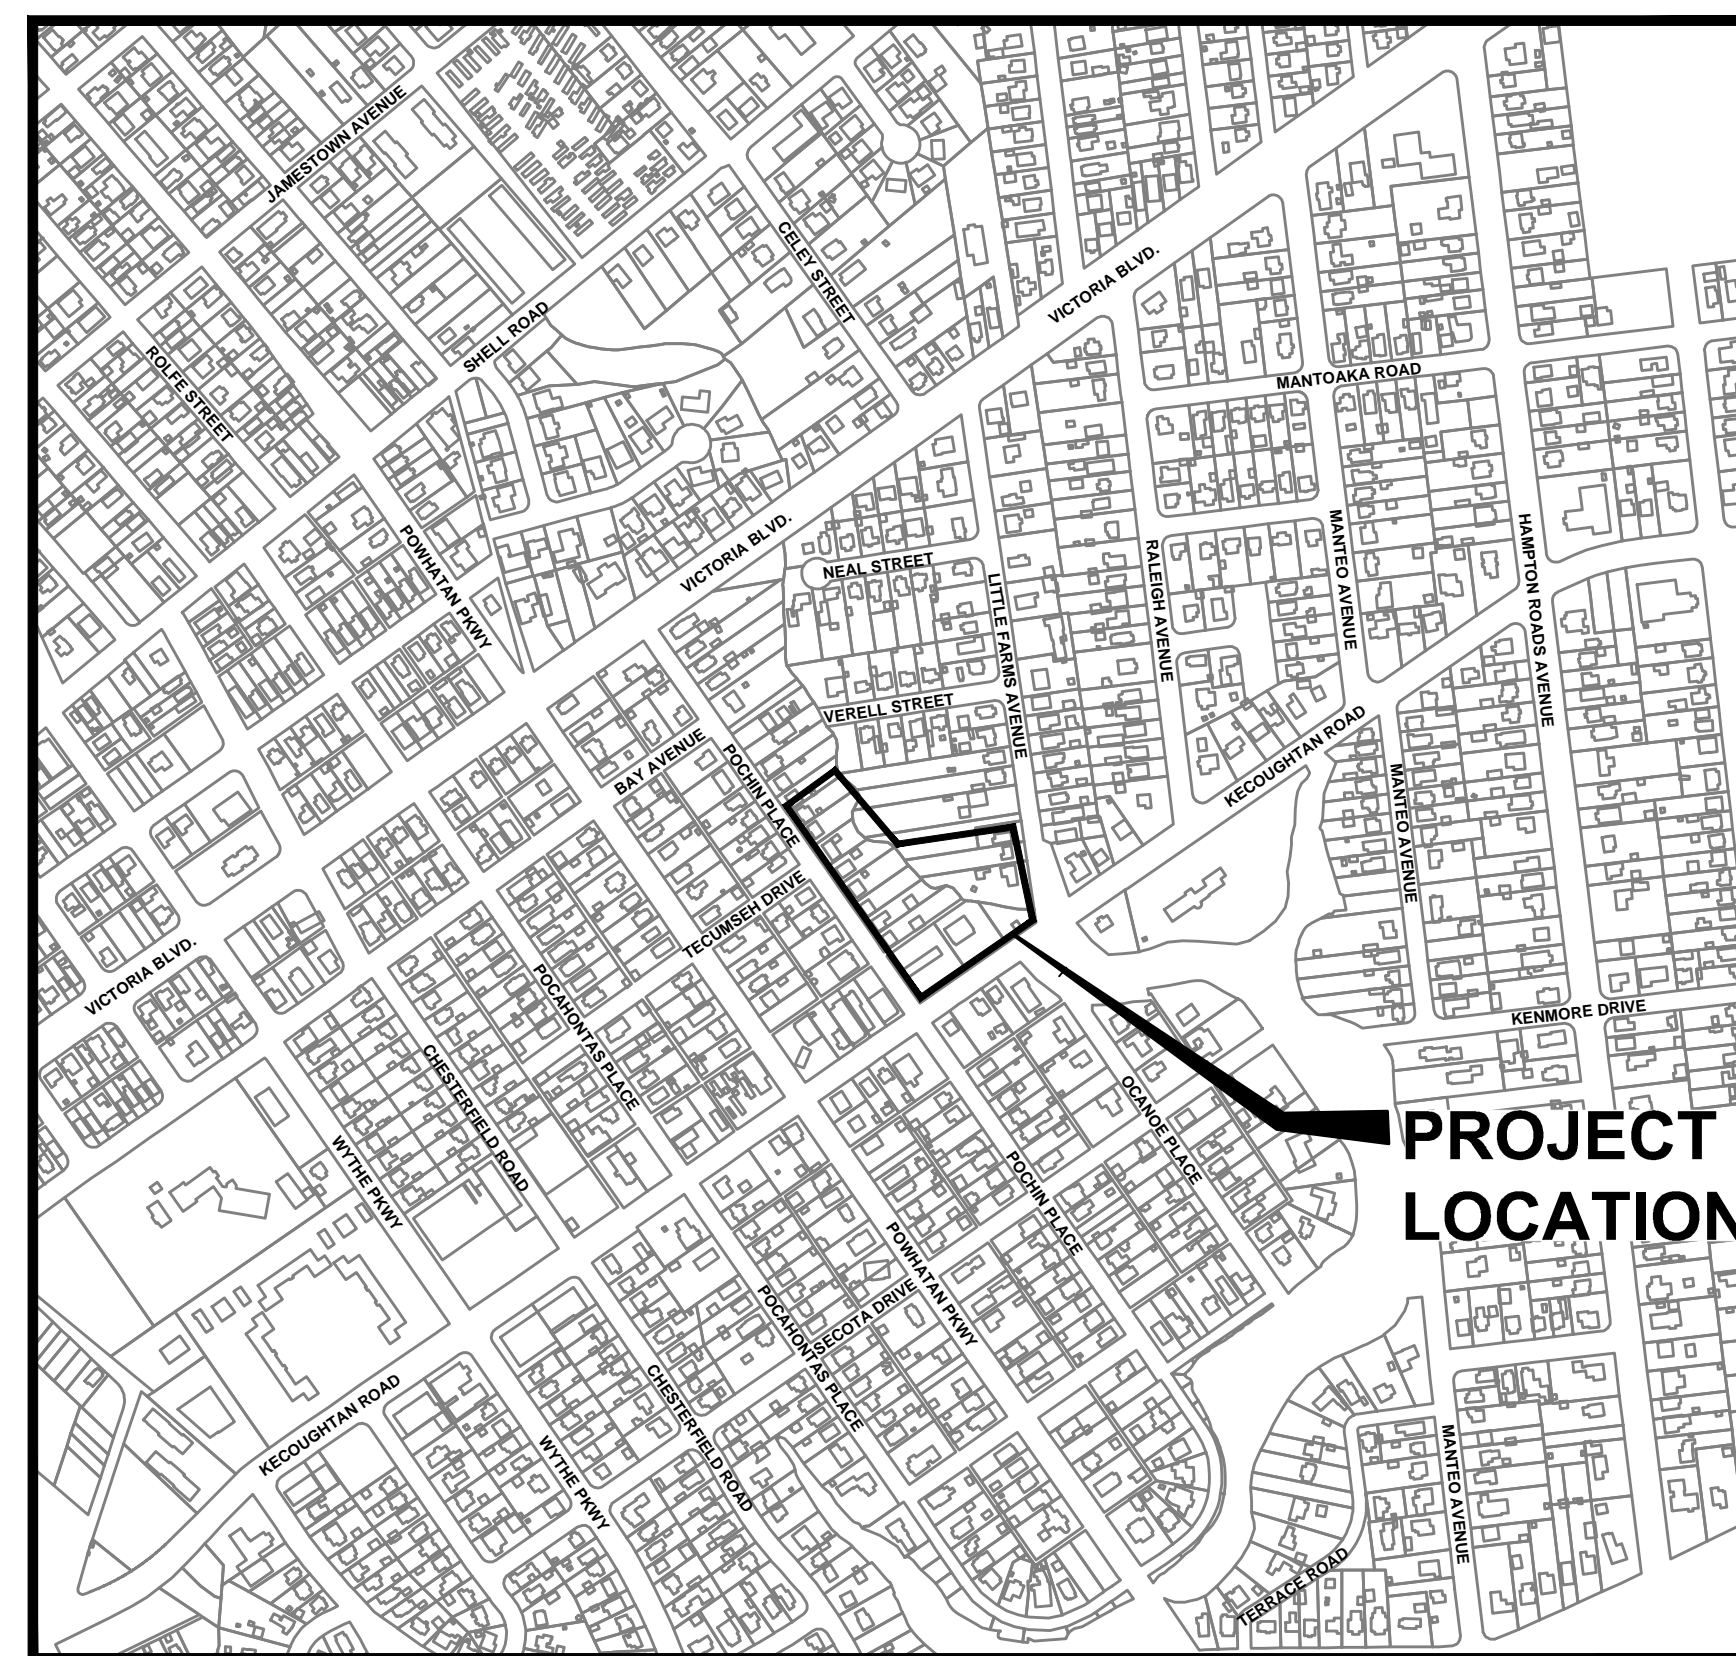 JAMESTOWN AVENUE
CELEY STREET
VICTORIA BLVD.
SHELL ROAD
ROLFE STREET
MANTOAKA ROAD
POWHATAN PKWY
VICTORIA BLVD.
NEAL STREET
LITTLE FARMS AVENUE
RALEIGH AVENUE
MANTEO AVENUE
HAMPTON ROADS AVENUE
VERELL STREET
BAY AVENUE
POCHIN PLACE
KECOUGHTAN ROAD
MANTEO AVENUE
TECUMSEH DRIVE
VICTORIA BLVD.
POCAHONTAS PLACE
KENMORE DRIVE
CHESTERFIELD ROAD
OCANOE PLACE
PROJECT
LOCATION
WYTHE PKWY
POCHIN PLACE
POWHATAN PKWY
SECOTA DRIVE
POCAHONTAS PLACE
KECOUGHTAN ROAD
CHESTERFIELD ROAD
WYTHE PKWY
MANTEO AVENUE
TERRACE ROAD